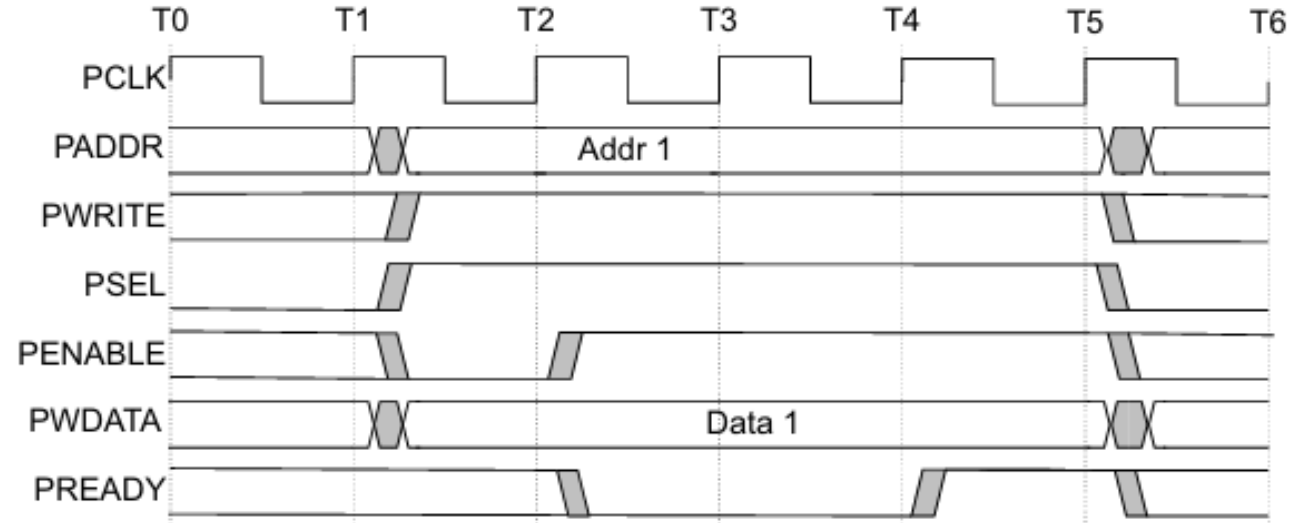 T0 T1 T2 T3 T4 T5 T6
PCLK
PADDR Addr 1
PWRITE
PSEL
PENABLE
PWDATA Data 1
PREADY